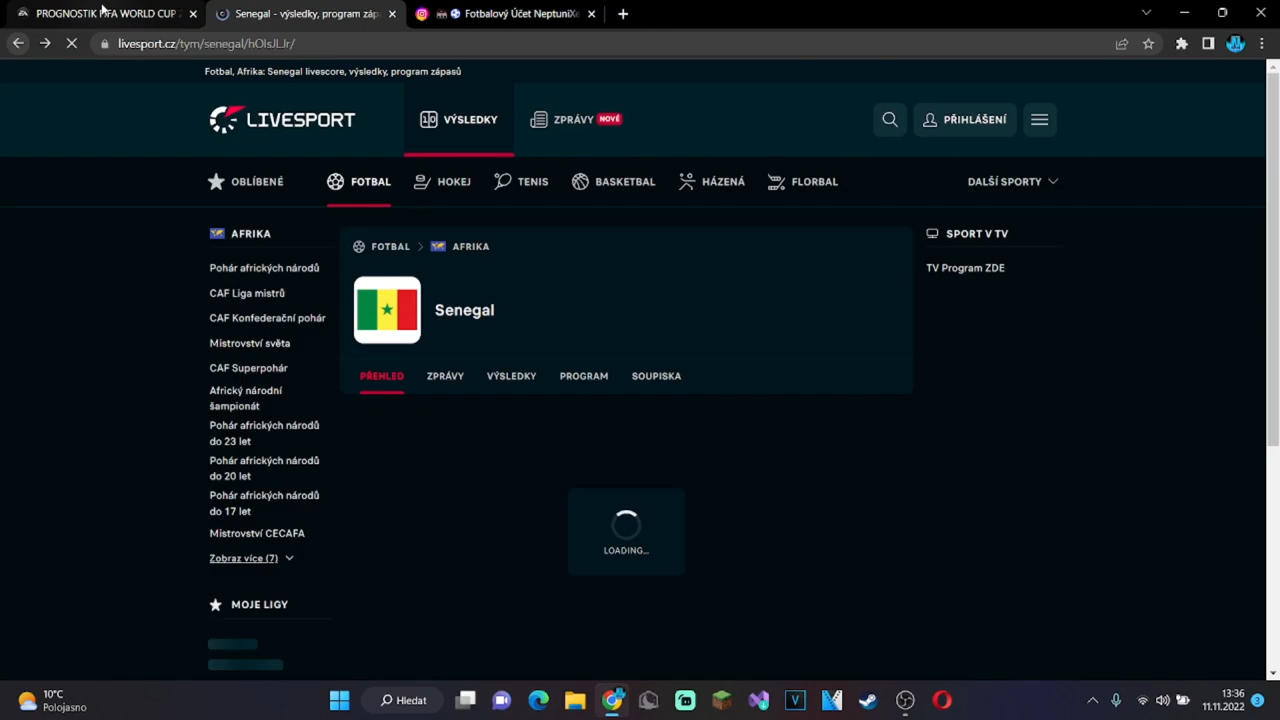 PROGNOSTIK FIFA WORLD CUP 2
Senegal - výsledky, program záp
Fotbalový Účet NeptuniXe
livesport.cz/tym/senegal/hOIsJLJr/
Fotbal, Afrika: Senegal livescore, výsledky, program zápasů
LIVESPORT
VÝSLEDKY
ZPRÁVY NOVÉ
PŘIHLÁŠENÍ
OBLÍBENÉ
FOTBAL
HOKEJ
TENIS
BASKETBAL
HÁZENÁ
FLORBAL
DALŠÍ SPORTY
AFRIKA
Pohár afrických národů
CAF Liga mistrů
CAF Konfederační pohár
Mistrovství světa
CAF Superpohár
Africký národní
šampionát
Pohár afrických národů
do 23 let
Pohár afrických národů
do 20 let
Pohár afrických národů
do 17 let
Mistrovství CECAFA
Zobraz více (7)
MOJE LIGY
FOTBAL > AFRIKA
Senegal
PŘEHLED
ZPRÁVY
VÝSLEDKY
PROGRAM
SOUPISKA
LOADING...
SPORT V TV
TV Program ZDE
10°C
Polojasno
Hledat
13:36
11.11.2022
3